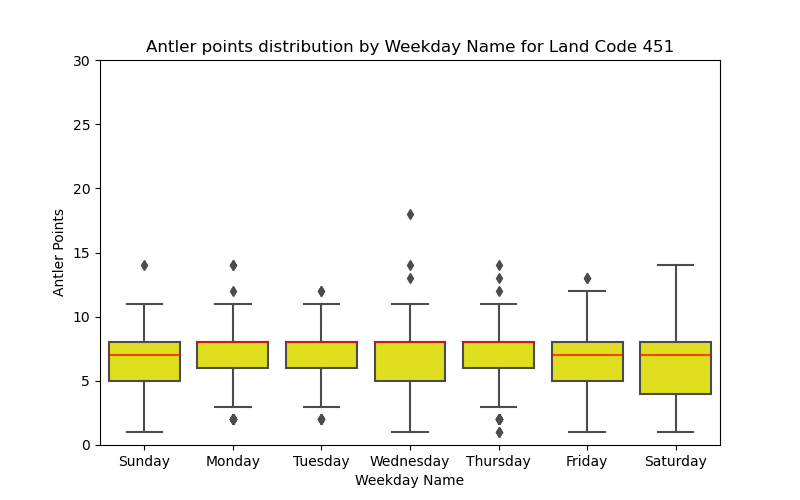 Antler points distribution by Weekday Name for Land Code 451
30
25
20
15
10
5
0
Antler Points
Sunday Monday Tuesday Wednesday Thursday Friday Saturday
Weekday Name